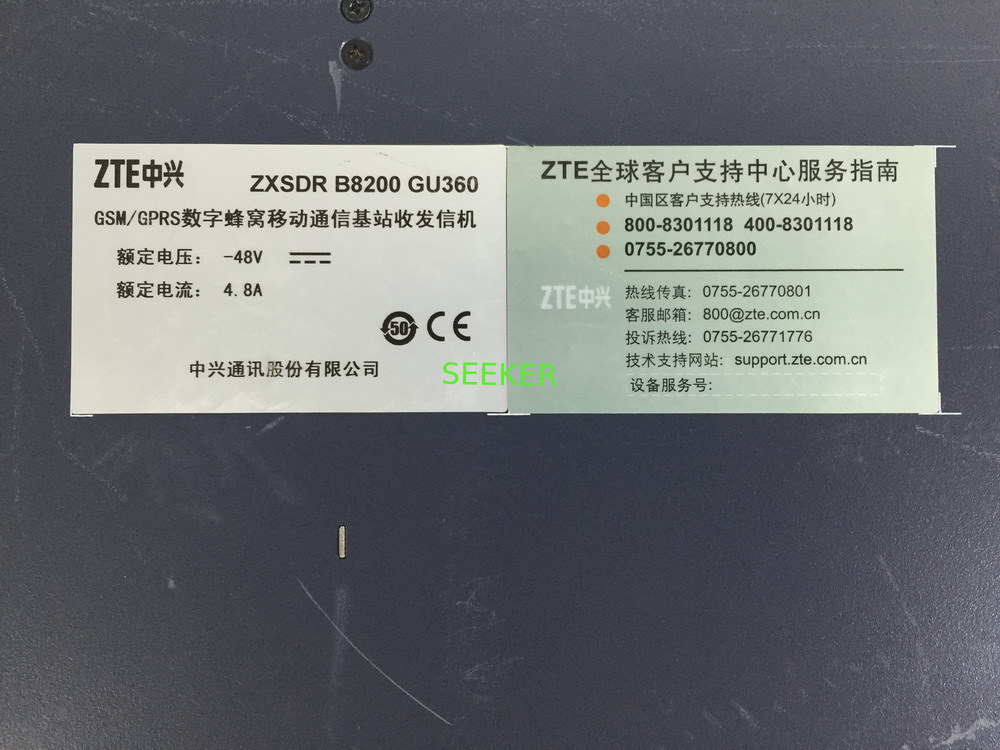 ZTE中兴
ZXSDR B8200 GU360
GSM/GPRS数字蜂窝移动通信基站收发信机
额定电压: -48V
额定电流: 4.8A
50 CE
中兴通讯股份有限公司
SEEKER
ZTE全球客户支持中心服务指南
中国区客户支持热线(7X24小时)
800-8301118 400-8301118
0755-26770800
ZTE中兴
热线传真: 0755-26770801
客服邮箱: 800@zte.com.cn
投诉热线: 0755-26771776
技术支持网站: support.zte.com.cn
设备服务号: